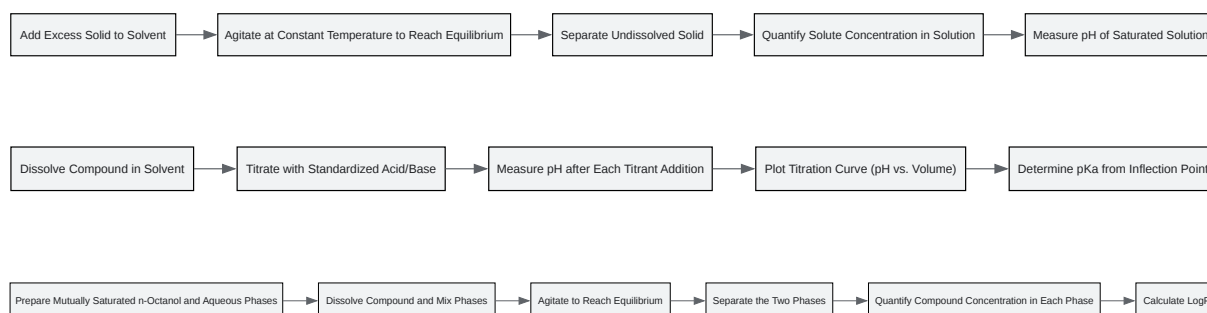 Add Excess Solid to Solvent
Agitate at Constant Temperature to Reach Equilibrium
Separate Undissolved Solid
Quantify Solute Concentration in Solution
Measure pH of Saturated Solution
Dissolve Compound in Solvent
Titrate with Standardized Acid/Base
Measure pH after Each Titrant Addition
Plot Titration Curve (pH vs. Volume)
Determine pKa from Inflection Point
Prepare Mutually Saturated n-Octanol and Aqueous Phases
Dissolve Compound and Mix Phases
Agitate to Reach Equilibrium
Separate the Two Phases
Quantify Compound Concentration in Each Phase
Calculate LogP